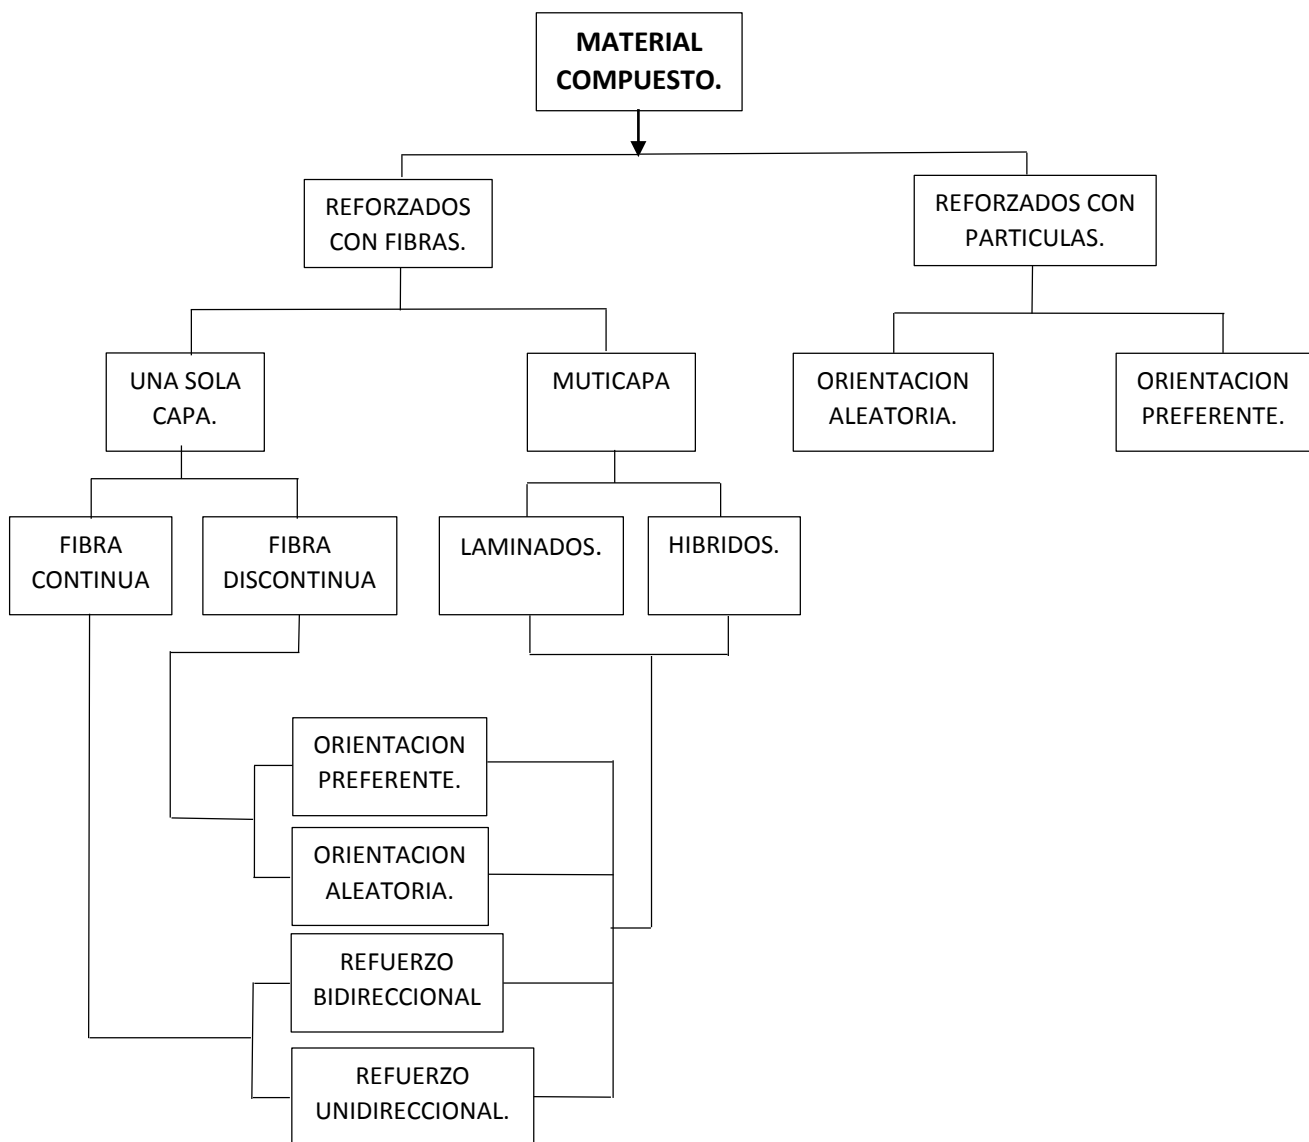 MATERIAL
COMPUESTO.
REFORZADOS
CON FIBRAS.
REFORZADOS CON
PARTICULAS.
UNA SOLA
CAPA.
MUTICAPA
ORIENTACION
ALEATORIA.
ORIENTACION
PREFERENTE.
FIBRA
CONTINUA
FIBRA
DISCONTINUA
LAMINADOS.
HIBRIDOS.
ORIENTACION
PREFERENTE.
ORIENTACION
ALEATORIA.
REFUERZO
BIDIRECCIONAL
REFUERZO
UNIDIRECCIONAL.